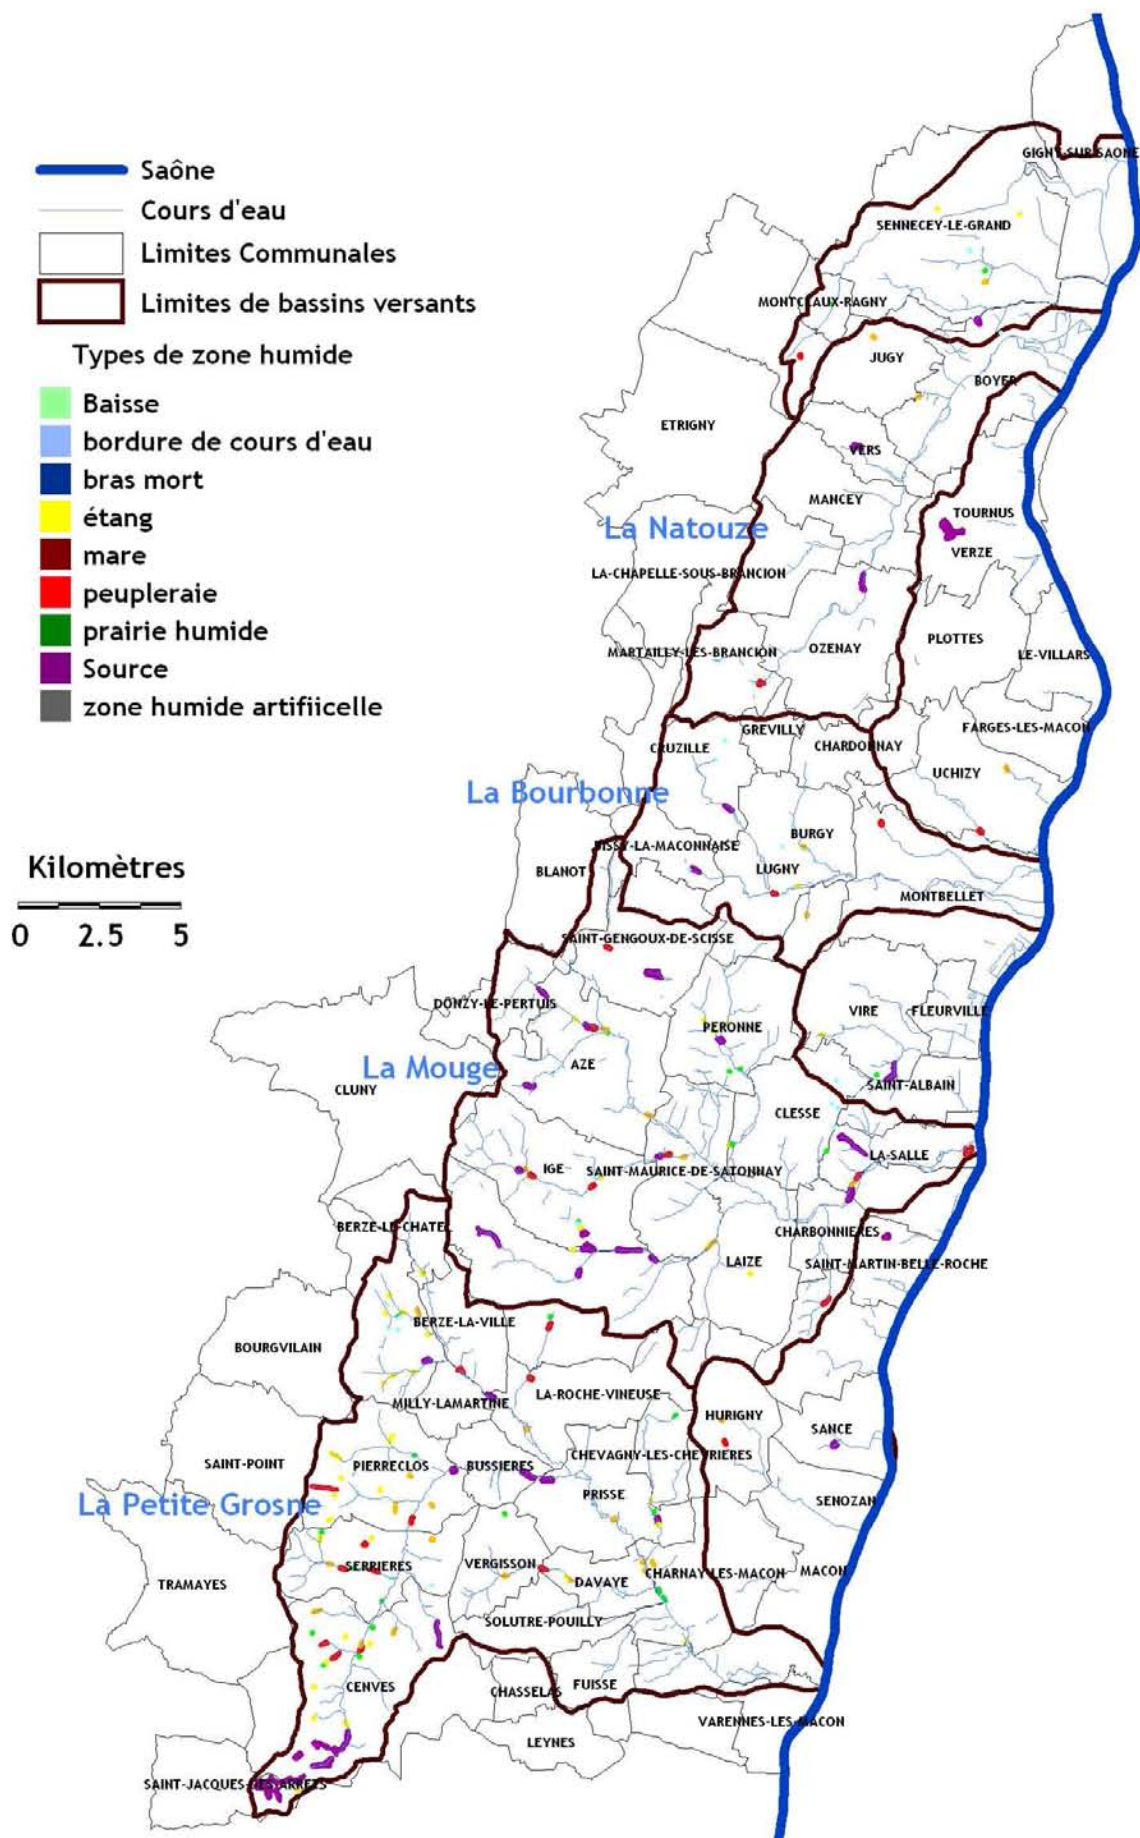 Saône
Cours d'eau
Limites Communales
Limites de bassins versants
Types de zone humide
Baisse
bordure de cours d'eau
bras mort
étang
mare
peupleraie
prairie humide
Source
zone humide artifiicelle
Kilomètres
0 2.5 5
GIGNY-SUR-SAONE
SENNECEY-LE-GRAND
MONTCEAUX-RAGNY
JUGY
BOYER
ETRIGNY
VERS
MANCEY
TOURNUS
La Natouze
VERZE
LA-CHAPELLE-SOUS-BRANCION
PLOTTES
OZENAY
MARTAILLY-LES-BRANCION
LE-VILLARS
GREVILLY
FARGES-LES-MACON
CRUZILLE
CHARDONNAY
UCHIZY
La Bourbonne
BURGY
BISSY-LA-MACONNAISE
BLANOT
LUGNY
MONTBELLET
SAINT-GENGOUX-DE-SCISSE
DONZY-LE-PERTUIS
VIRE
FLEURVILLE
PERONNE
La Mouge
AZE
CLUNY
SAINT-ALBAIN
CLESSE
LA-SALLE
IGE
SAINT-MAURICE-DE-SATONNAY
BERZE-LE-CHATEL
CHARBONNIERES
LAIZE
SAINT-MARTIN-BELLE-ROCHE
BERZE-LA-VILLE
BOURGVILAIN
LA-ROCHE-VINEUSE
MILLY-LAMARTINE
HURIGNY
SANCE
CHEVAGNY-LES-CHEVRIERES
SAINT-POINT
PIERRECLOS
BUSSIERES
PRISSE
SENOZAN
La Petite Grosne
SERRIERES
VERGISSON
CHARNAY-LES-MACON
MACON
TRAMAYES
DAVAYE
SOLUTRE-POUILLY
CENVES
FUISSE
CHASSELAS
VARENNES-LES-MACON
LEYNES
SAINT-JACQUES-DES-ARRETS